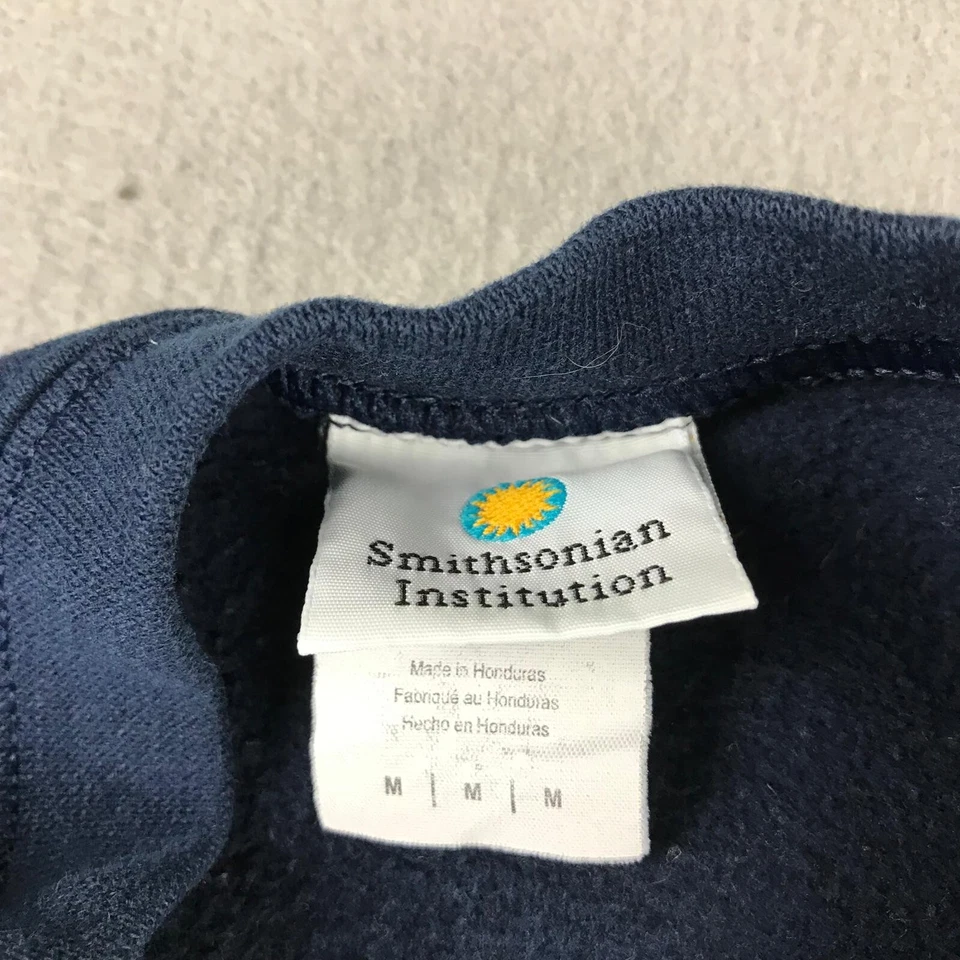 Smithsonian
Institution
Made in Honduras
Fabriqué au Honduras
Hecho en Honduras
M | M | M